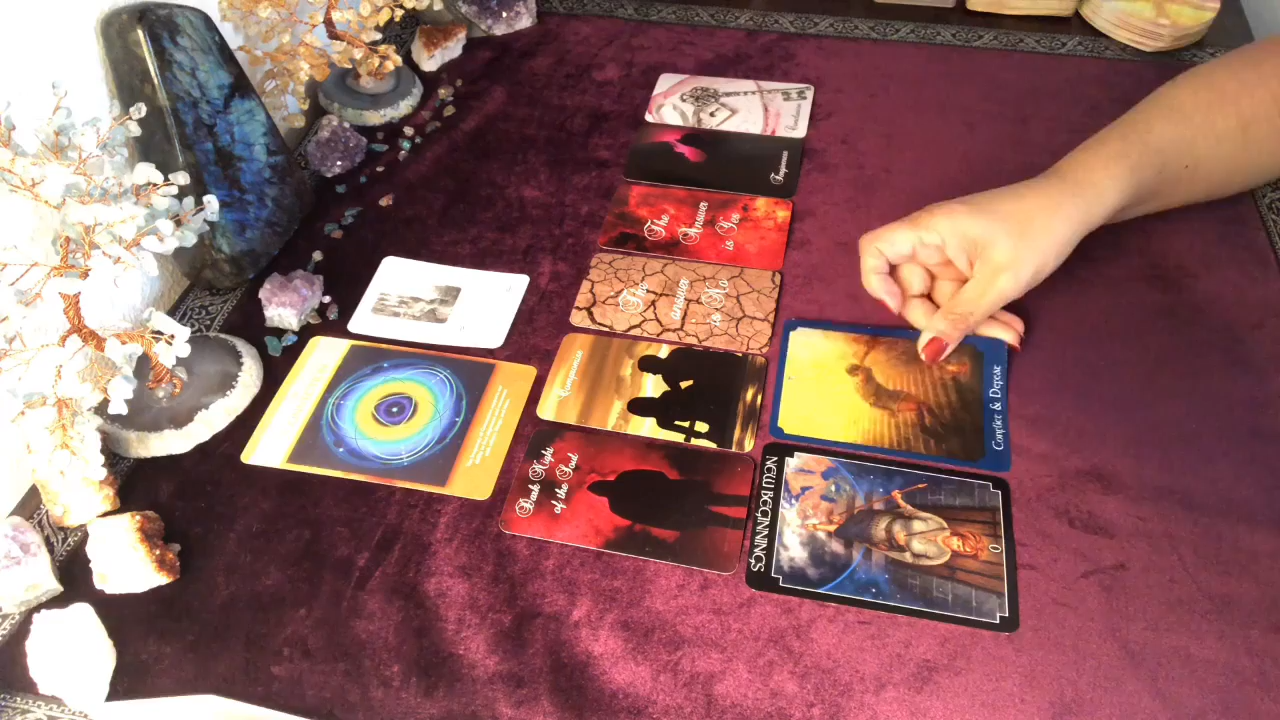 Forgiveness
The
Answer
is Yes
The
answer
is No
Compromise
Dark Night
of the Soul
Conflict & Defeat
NEW BEGINNINGS
0